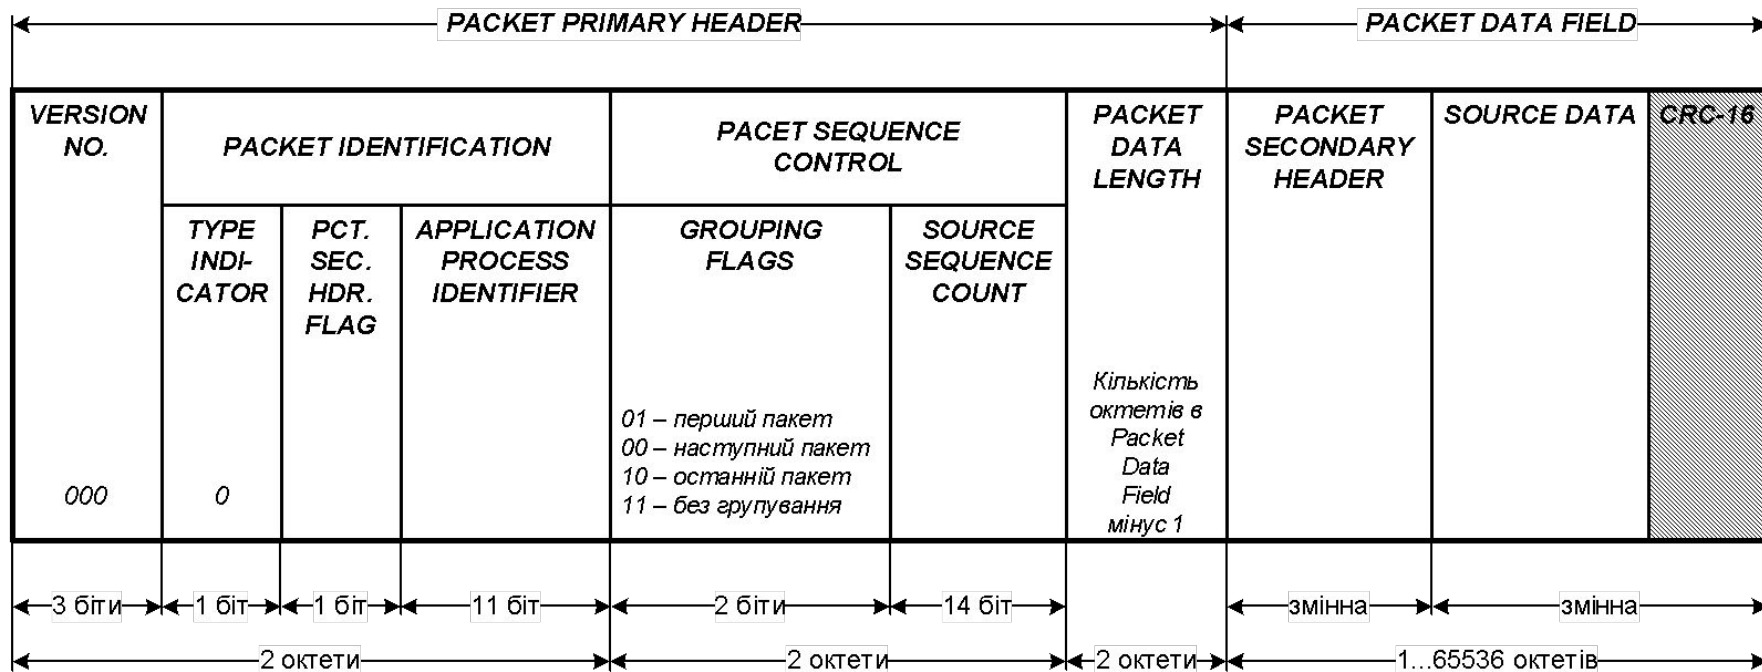 PACKET PRIMARY HEADER
PACKET DATA FIELD
VERSION
NO.
000
PACKET IDENTIFICATION
TYPE
INDI-
CATOR
0
PCT.
SEC.
HDR.
FLAG
APPLICATION
PROCESS
IDENTIFIER
PACET SEQUENCE
CONTROL
GROUPING
FLAGS
01 – перший пакет
00 – наступний пакет
10 – останній пакет
11 – без групування
SOURCE
SEQUENCE
COUNT
PACKET
DATA
LENGTH
Кількість
октетів в
Packet
Data
Field
мінус 1
PACKET
SECONDARY
HEADER
SOURCE DATA
CRC-16
3 біти
1 біт
1 біт
11 біт
2 біти
14 біт
змінна
змінна
2 октети
2 октети
2 октети
1...65536 октетів